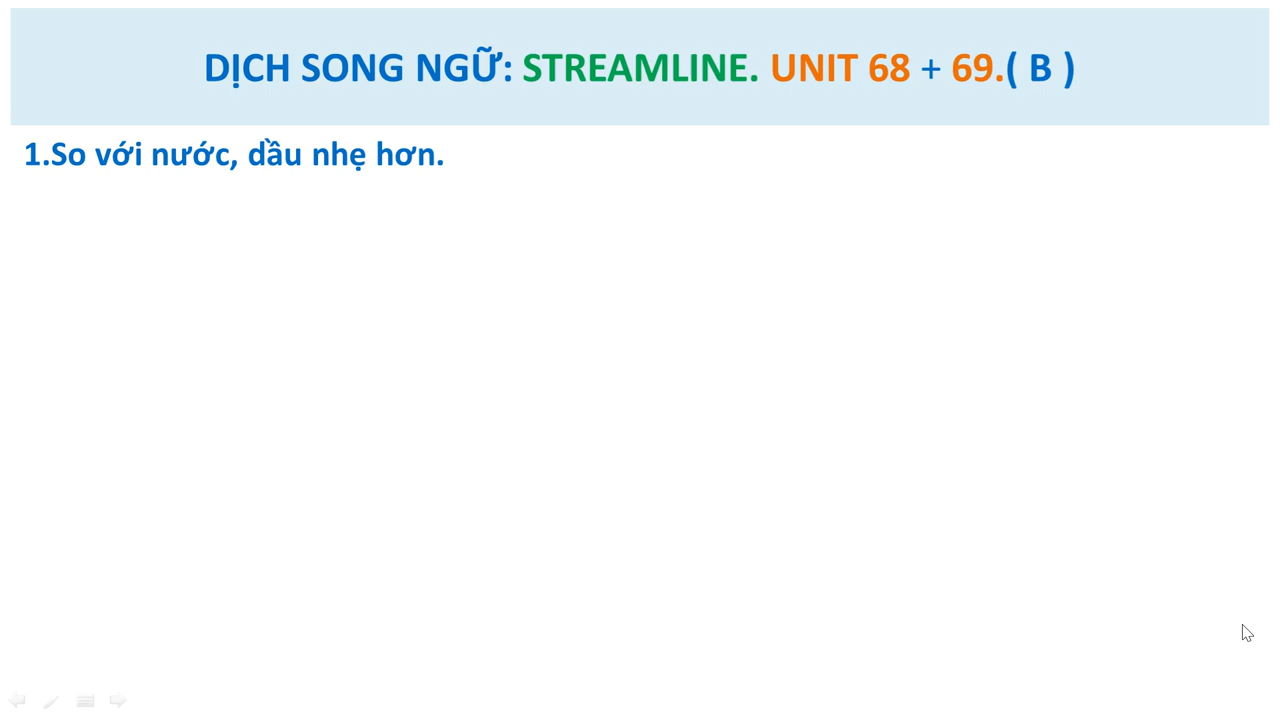 DỊCH SONG NGỮ: STREAMLINE. UNIT 68 + 69.( B )
1.So với nước, dầu nhẹ hơn.